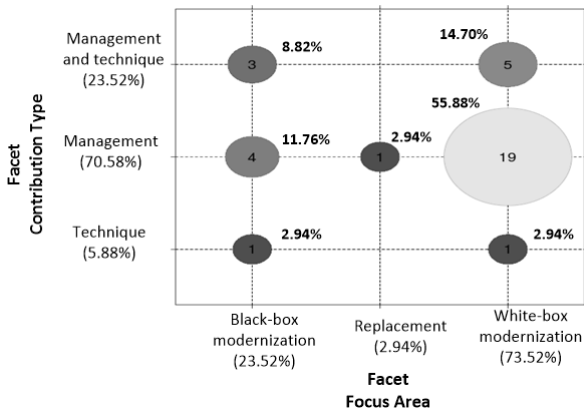 Facet
Contribution Type
Management
and technique
(23.52%)
3
8.82%
5
14.70%
Management
(70.58%)
4
11.76%
1
2.94%
19
55.88%
Technique
(5.88%)
1
2.94%
1
2.94%
Black-box
modernization
(23.52%)
Replacement
(2.94%)
White-box
modernization
(73.52%)
Facet
Focus Area